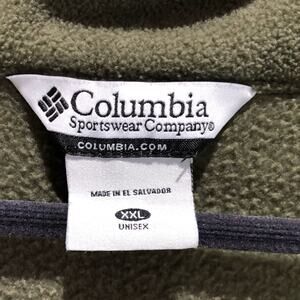 Columbia
Sportswear Company®
COLUMBIA.COM
MADE IN EL SALVADOR
XXL
UNISEX